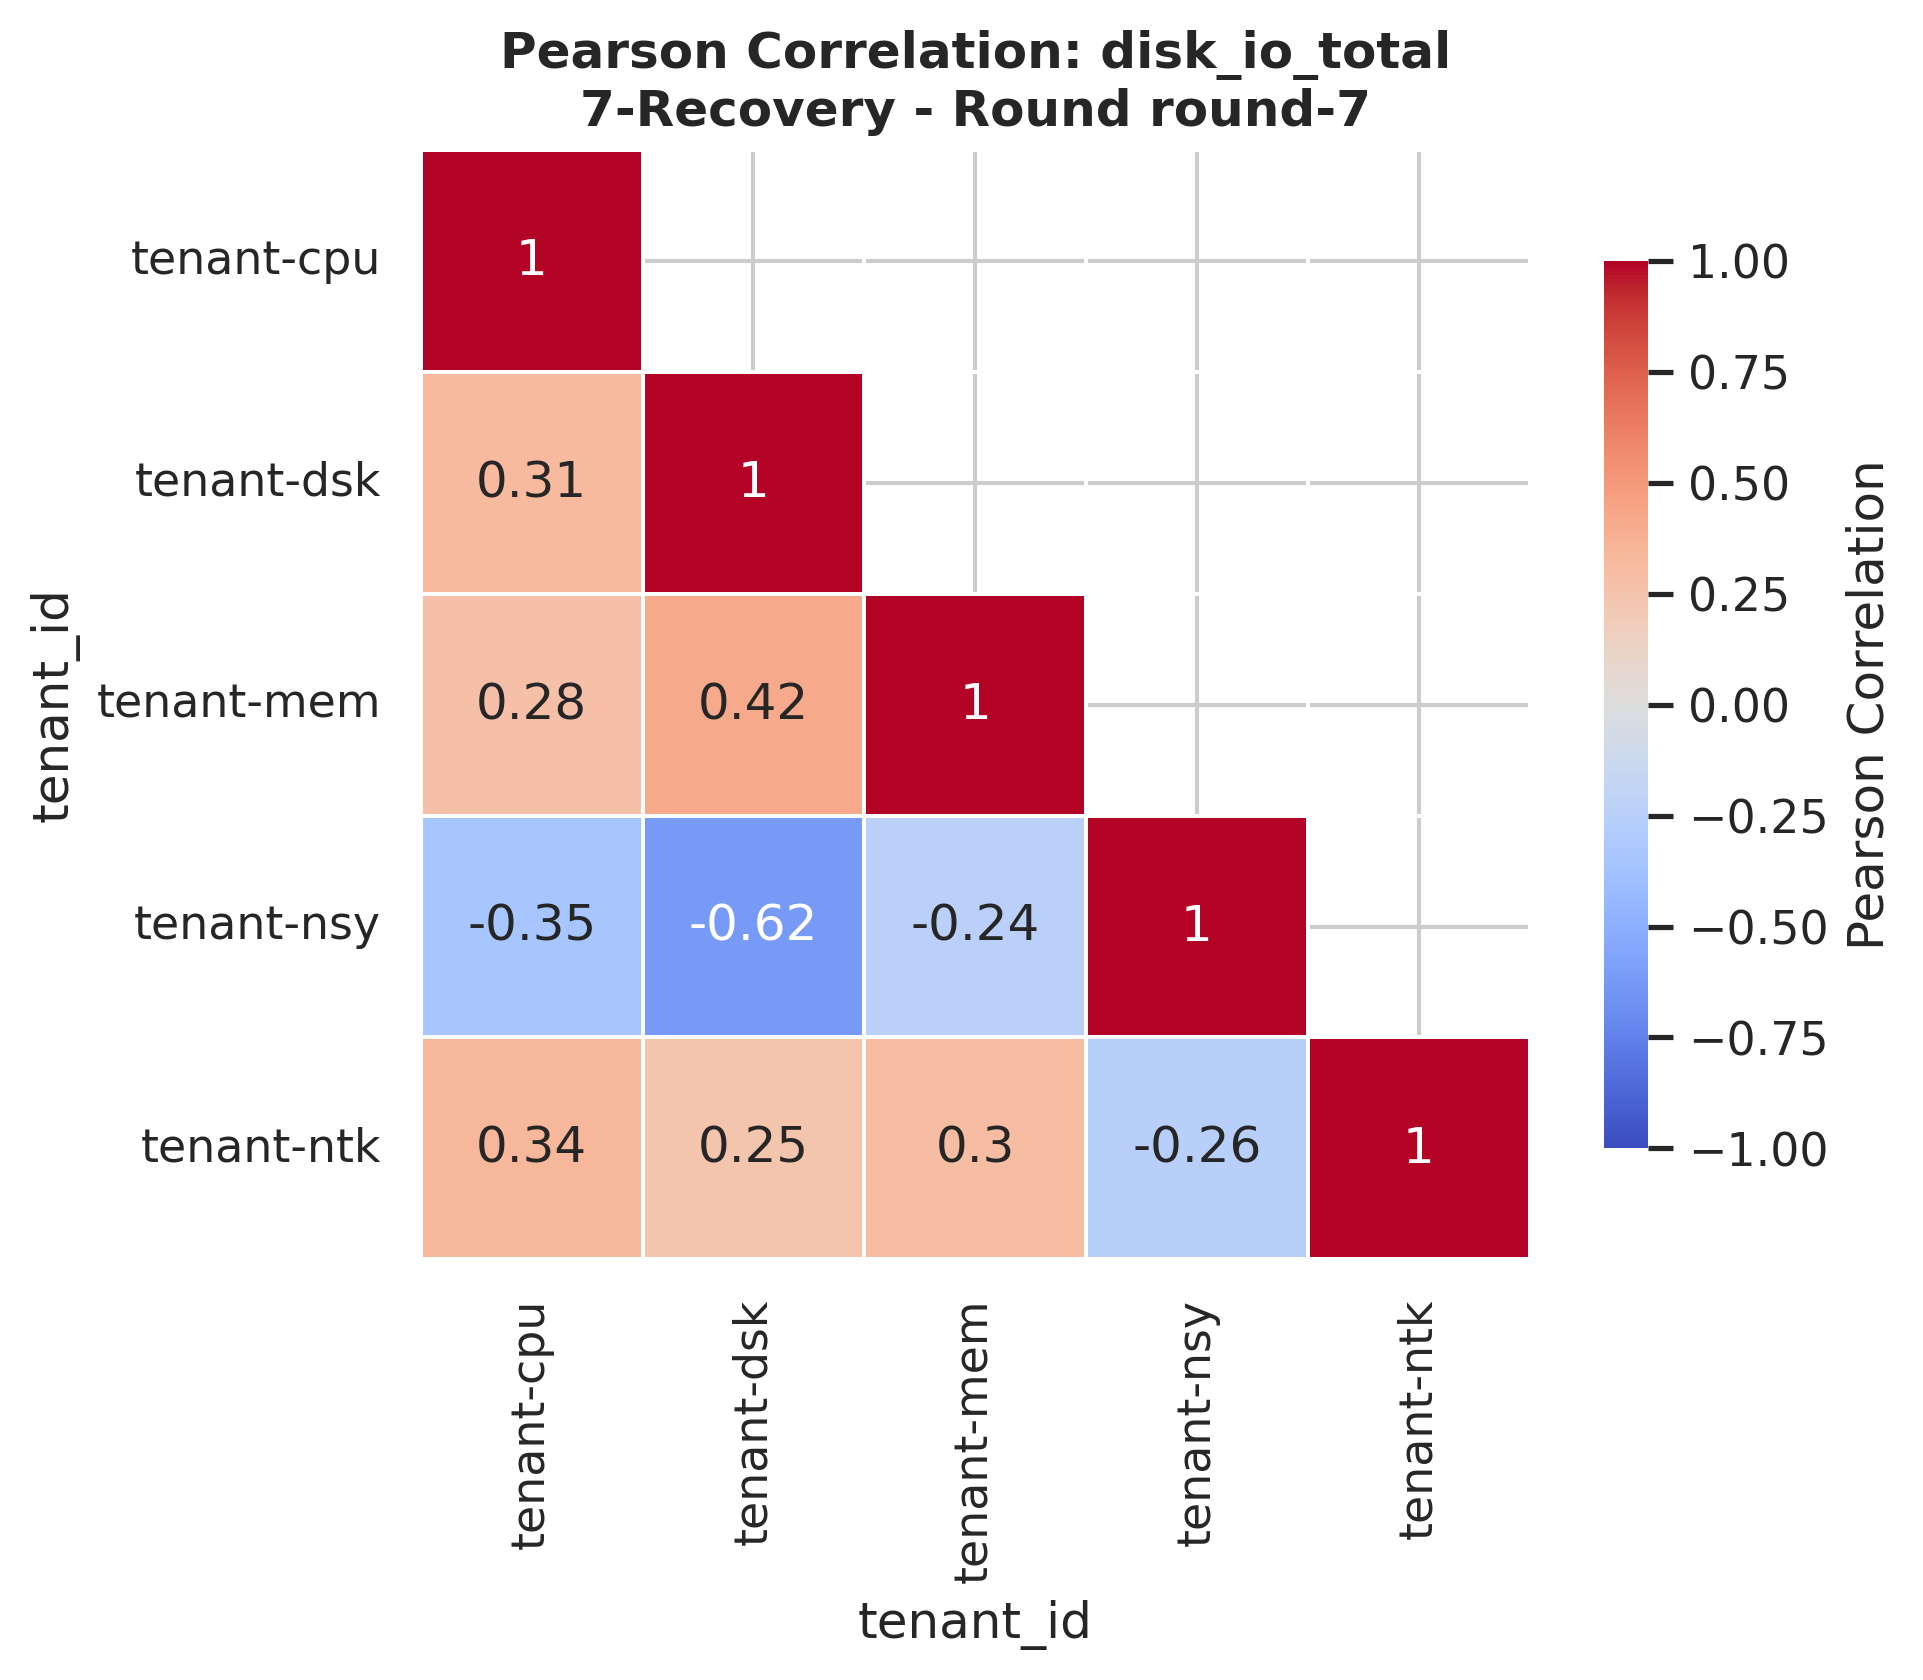 Pearson Correlation: disk_io_total
7-Recovery - Round round-7
tenant_id
tenant-cpu
1
tenant-dsk
0.31 1
tenant-mem
0.28 0.42 1
tenant-nsy
-0.35 -0.62 -0.24 1
tenant-ntk
0.34 0.25 0.3 -0.26 1
tenant-cpu
tenant-dsk
tenant-mem
tenant-nsy
tenant-ntk
tenant_id
1.00
0.75
0.50
0.25
0.00
−0.25
−0.50
−0.75
−1.00
Pearson Correlation